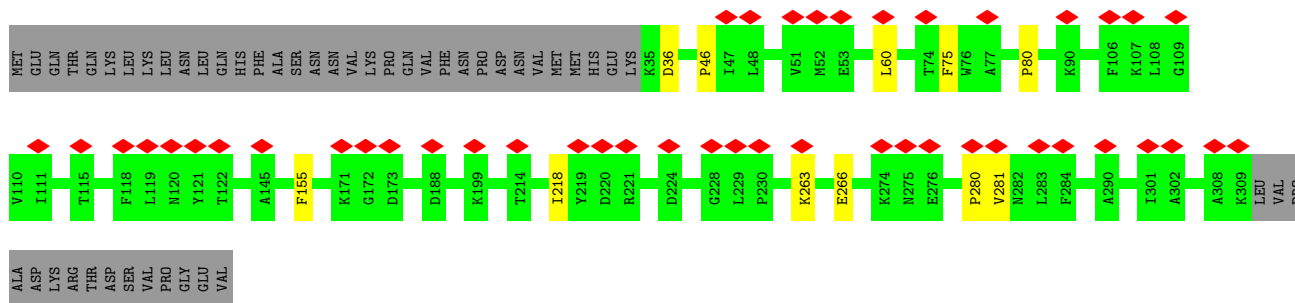 MET GLU GLN THR GLN LYS LEU LYS LEU ASN LEU GLN HIS PHE ALA SER ASN ASN VAL LYS PRO GLN VAL PHE ASN PRO ASP ASN VAL MET MET HIS GLU LYS K35 D36 P46 I47 L48 V51 M52 E53 L60 T74 F75 W76 A77 P80 K90 F106 K107 L108 G109
V110 I111 T115 F118 L119 N120 Y121 T122 A145 F155 K171 G172 D173 D188 K199 T214 I218 Y219 D220 R221 D224 G228 L229 P230 K263 E266 K274 N275 E276 P280 V281 N282 L283 F284 A290 I301 A302 A308 K309 LEU VAL PRO
ALA ASP LYS ARG THR ASP SER VAL PRO GLY GLU VAL